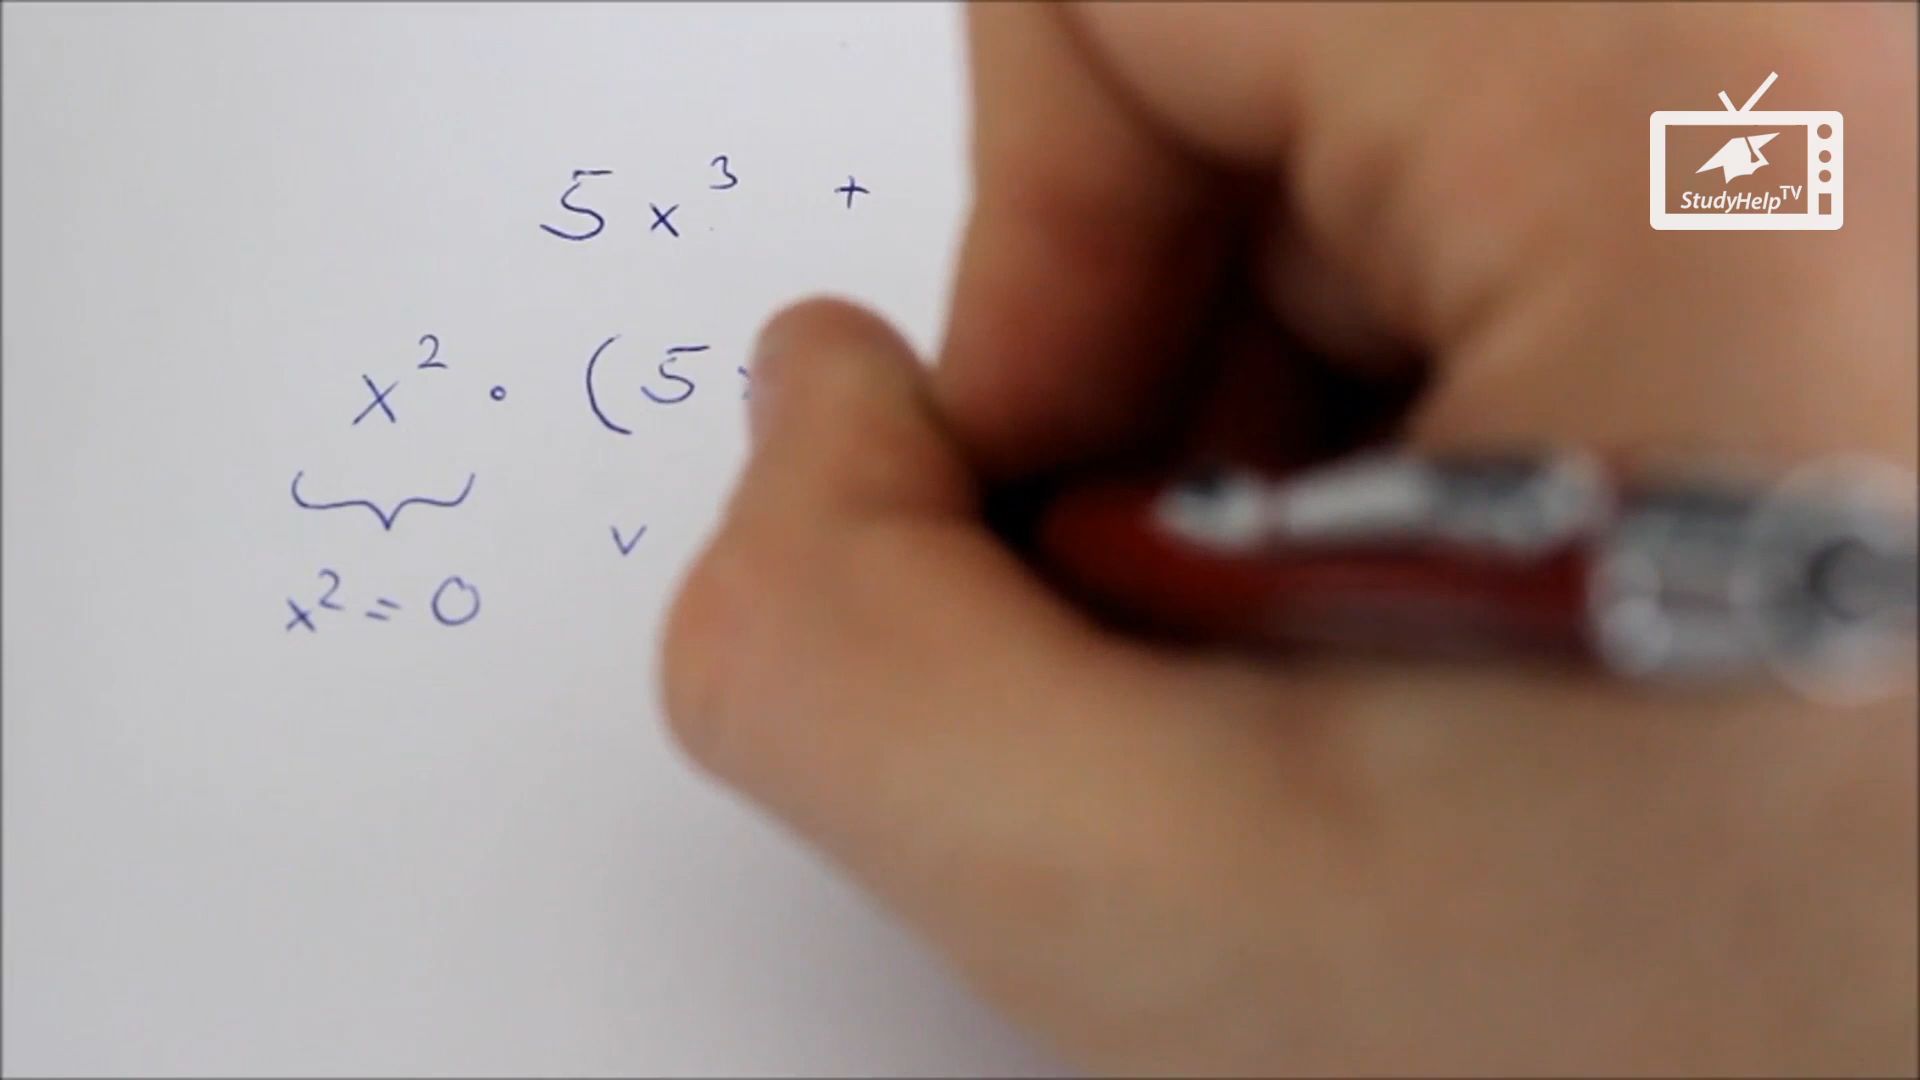 5x³ +
x² · (5
v
x² = 0
StudyHelpTV